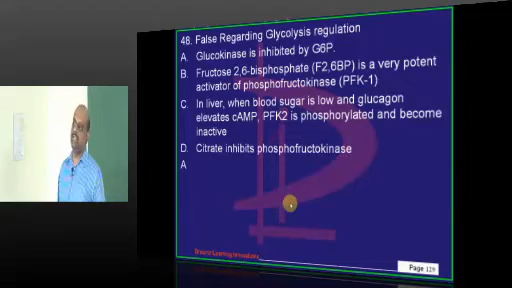 48. False Regarding Glycolysis regulation
A. Glucokinase is inhibited by G6P.
B. Fructose 2,6-bisphosphate (F2,6BP) is a very potent
activator of phosphofructokinase (PFK-1)
C. In liver, when blood sugar is low and glucagon
elevates cAMP, PFK2 is phosphorylated and become
inactive
D. Citrate inhibits phosphofructokinase
A
Page 119